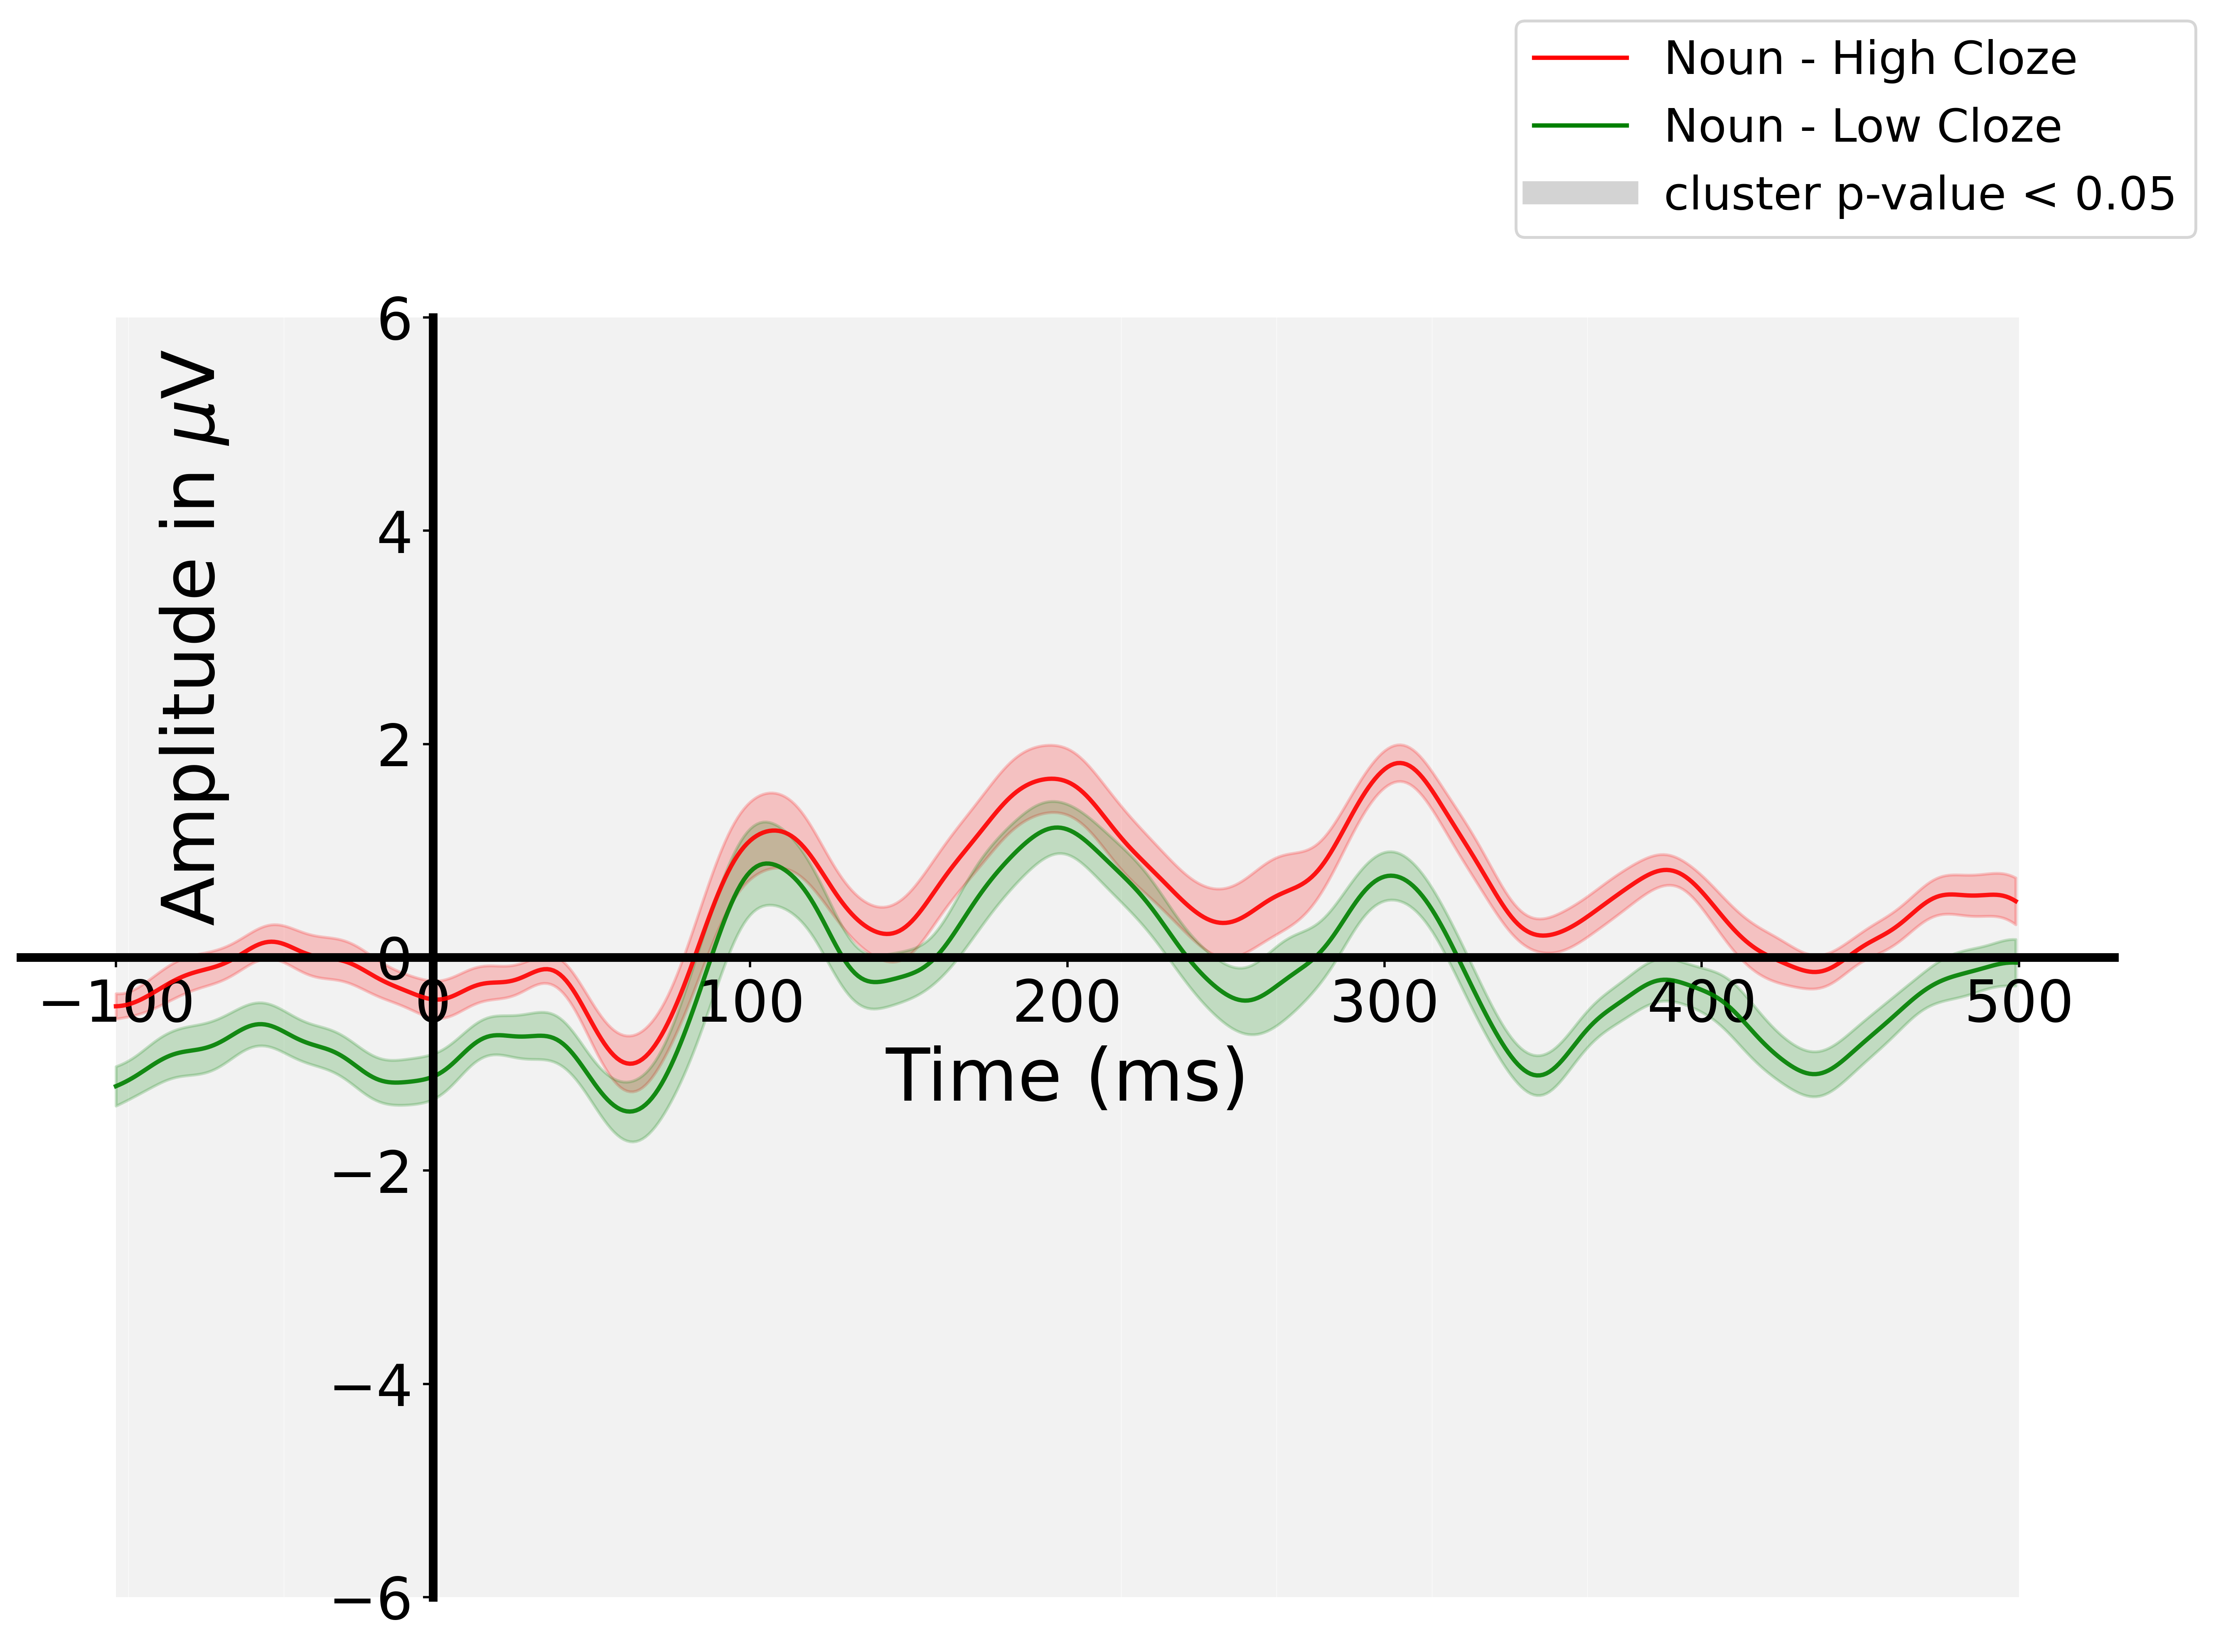 Noun - High Cloze
Noun - Low Cloze
cluster p-value < 0.05
6
4
2
0
−2
−4
−6
Amplitude in μV
−100 0 100 200 300 400 500
Time (ms)